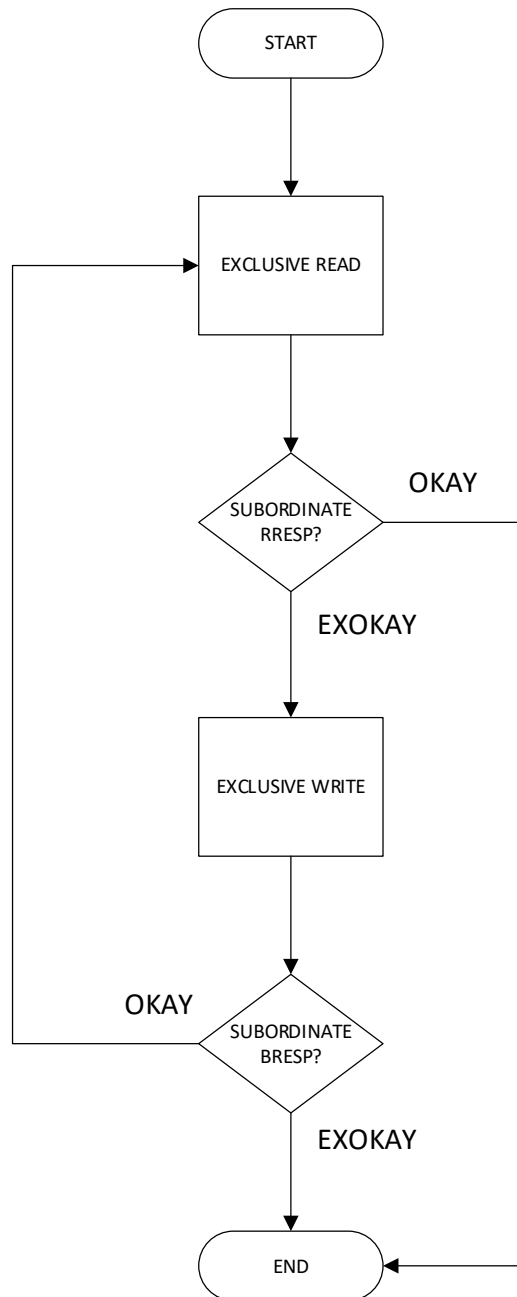 START
EXCLUSIVE READ
OKAY
SUBORDINATE
RRESP?
EXOKAY
EXCLUSIVE WRITE
OKAY
SUBORDINATE
BRESP?
EXOKAY
END